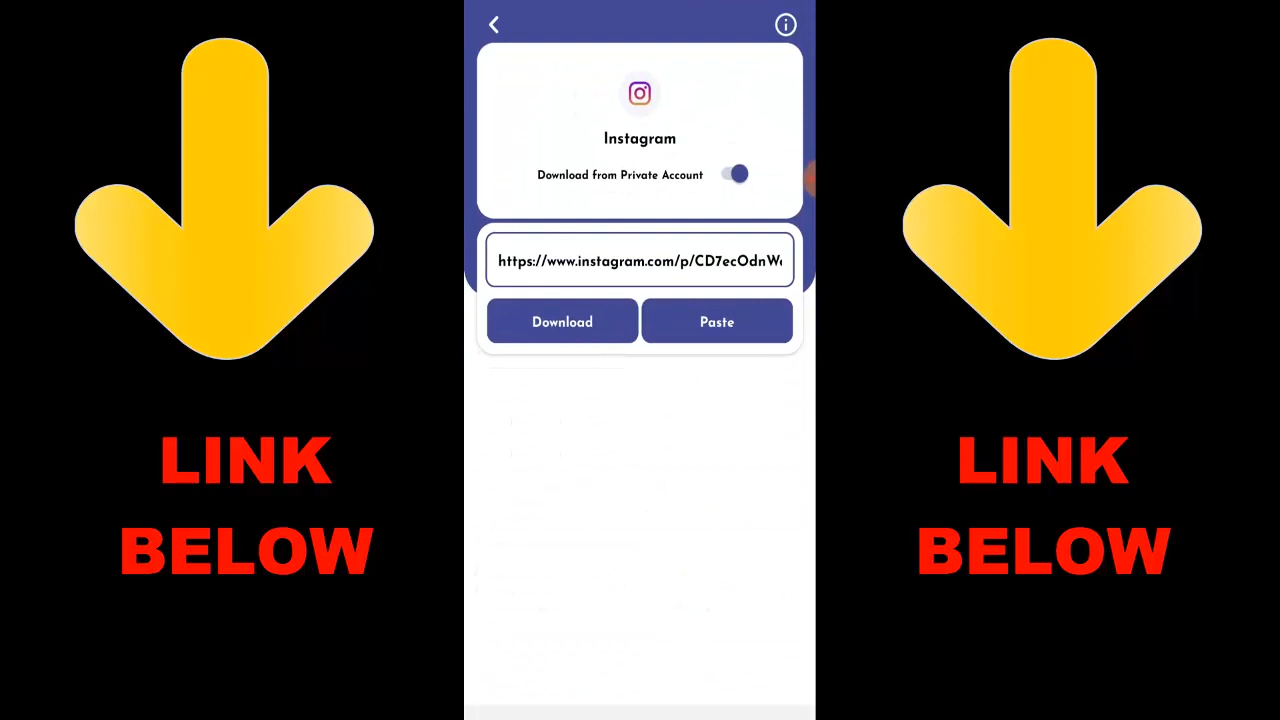 Instagram
Download from Private Account
https://www.instagram.com/p/CD7ecOdnW
Download Paste
LINK
BELOW
LINK
BELOW